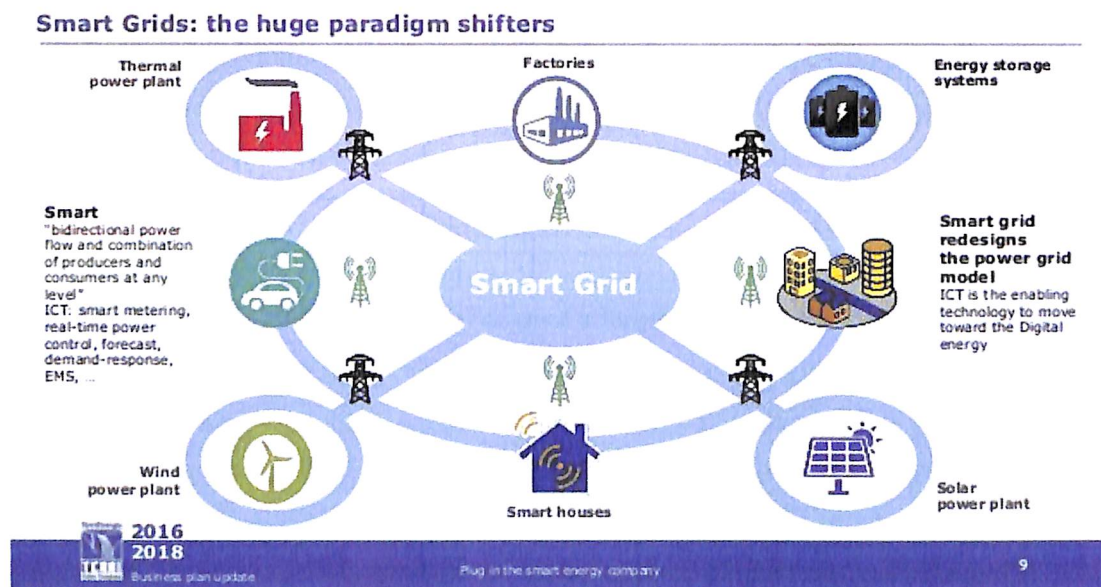 Smart Grids: the huge paradigm shifters
Thermal
power plant
Factories
Energy storage
systems
Smart
"bidirectional power
flow and combination
of producers and
consumers at any
level"
ICT: smart metering,
real-time power
control, forecast,
demand-response,
EMS, ...
Smart Grid
Smart grid
redesigns
the power grid
model
ICT is the enabling
technology to move
toward the Digital
energy
Wind
power plant
Smart houses
Solar
power plant
2016
2018
Business plan update
Plug in the smart energy company
9